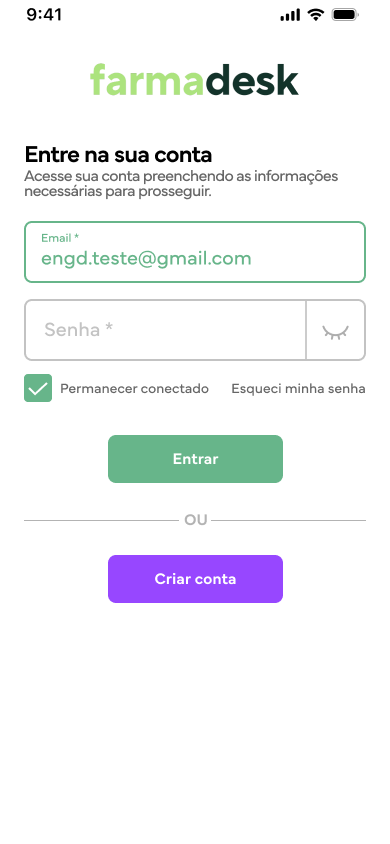 9:41
farmadesk
Entre na sua conta
Acesse sua conta preenchendo as informações
necessárias para prosseguir.
Email *
engd.teste@gmail.com
Senha *
Permanecer conectado
Esqueci minha senha
Entrar
OU
Criar conta